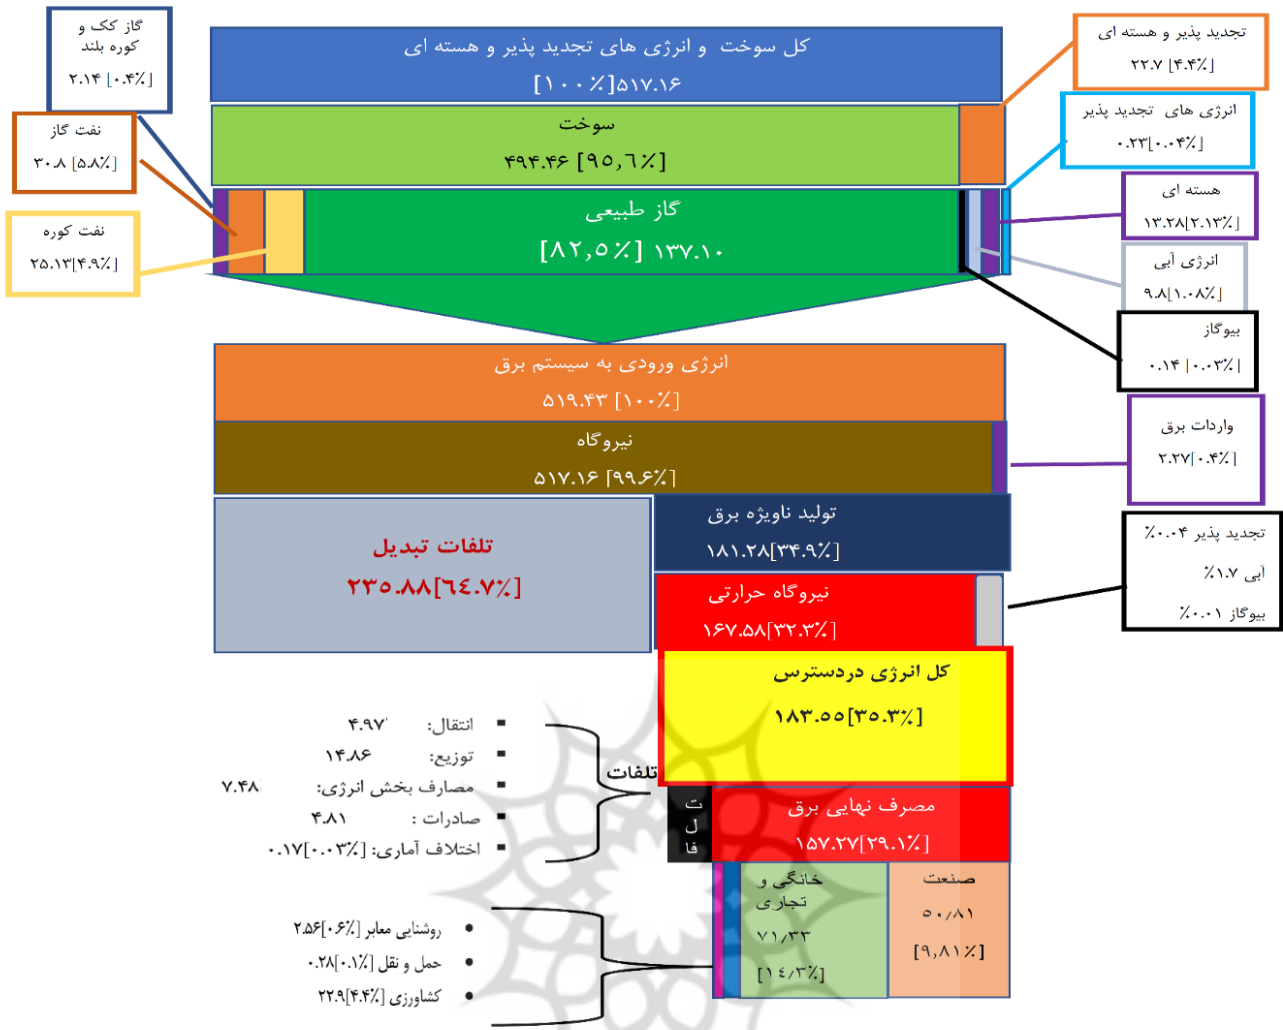 گاز کک و
کوره بلند
۲.۱۴ [۰.۴٪]
کل سوخت و انرژی های تجدید پذیر و هسته ای
۵۱۷.۱۶[۱۰۰٪]
تجدید پذیر و هسته ای
۲۲.۷ [۴.۴٪]
نفت گاز
۳۰.۸ [۵.۸٪]
سوخت
۴۹۴.۴۶ [۹۵,۶٪]
انرژی های تجدید پذیر
۰.۲۳[۰.۰۴٪]
نفت کوره
۲۵.۱۳[۴.۹٪]
گاز طبیعی
۱۳۷.۱۰ [۸۲,۵٪]
هسته ای
۱۳.۲۸[۲.۱۳٪]
انرژی آبی
۹.۸[۱.۰۸٪]
بیوگاز
۰.۱۴ [۰.۰۳٪]
انرژی ورودی به سیستم برق
۵۱۹.۴۳ [۱۰۰٪]
نیروگاه
۵۱۷.۱۶ [۹۹.۶٪]
واردات برق
۲.۲۷[۰.۴٪]
تلفات تبدیل
۲۳۵.۸۸[٦٤.۷٪]
تولید ناویژه برق
۱۸۱.۲۸[۳۴.۹٪]
تجدید پذیر ۰.۰۴٪
آبی ۱.۷٪
بیوگاز ۰.۰۱٪
نیروگاه حرارتی
۱۶۷.۵۸[۳۲.۳٪]
کل انرژی دردسترس
۱۸۳.۵۵[۳۵.۳٪]
تلفات
انتقال: ۴.۹۷
توزیع: ۱۴.۸۶
مصارف بخش انرژی: ۷.۴۸
صادرات : ۴.۸۱
اختلاف آماری: ۰.۱۷[۰.۰۳٪]
ت
ل
فا
مصرف نهایی برق
۱۵۷.۲۷[۲۹.۱٪]
صنعت
۵۰٫۸۱
[۹,۸۱٪]
خانگی و
تجاری
۷۱٫۳۳
[۱٤٫۳٪]
روشنایی معابر ۲.۵۶[۰.۶٪]
حمل و نقل ۰.۲۸[۰.۱٪]
کشاورزی ۲۲.۹[۴.۴٪]